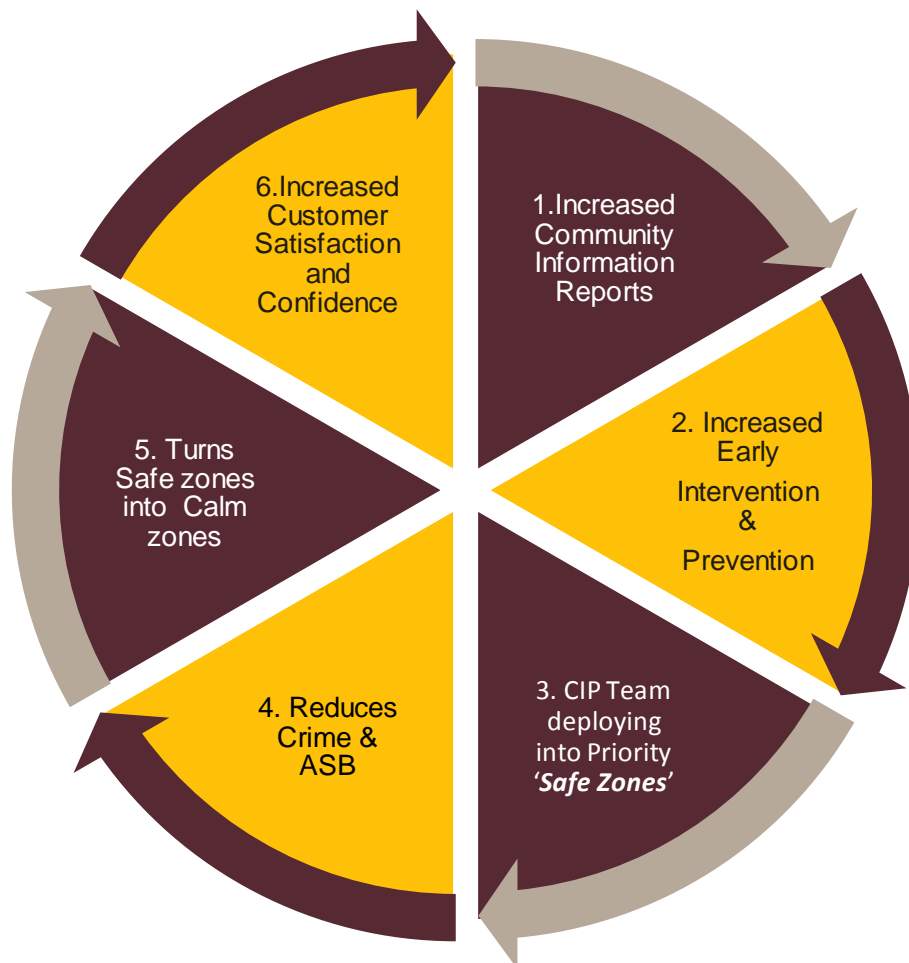 1.Increased
Community
Information
Reports
2. Increased
Early
Intervention
&
Prevention
3. CIP Team
deploying
into Priority
‘Safe Zones’
4. Reduces
Crime &
ASB
5. Turns
Safe zones
into Calm
zones
6.Increased
Customer
Satisfaction
and
Confidence